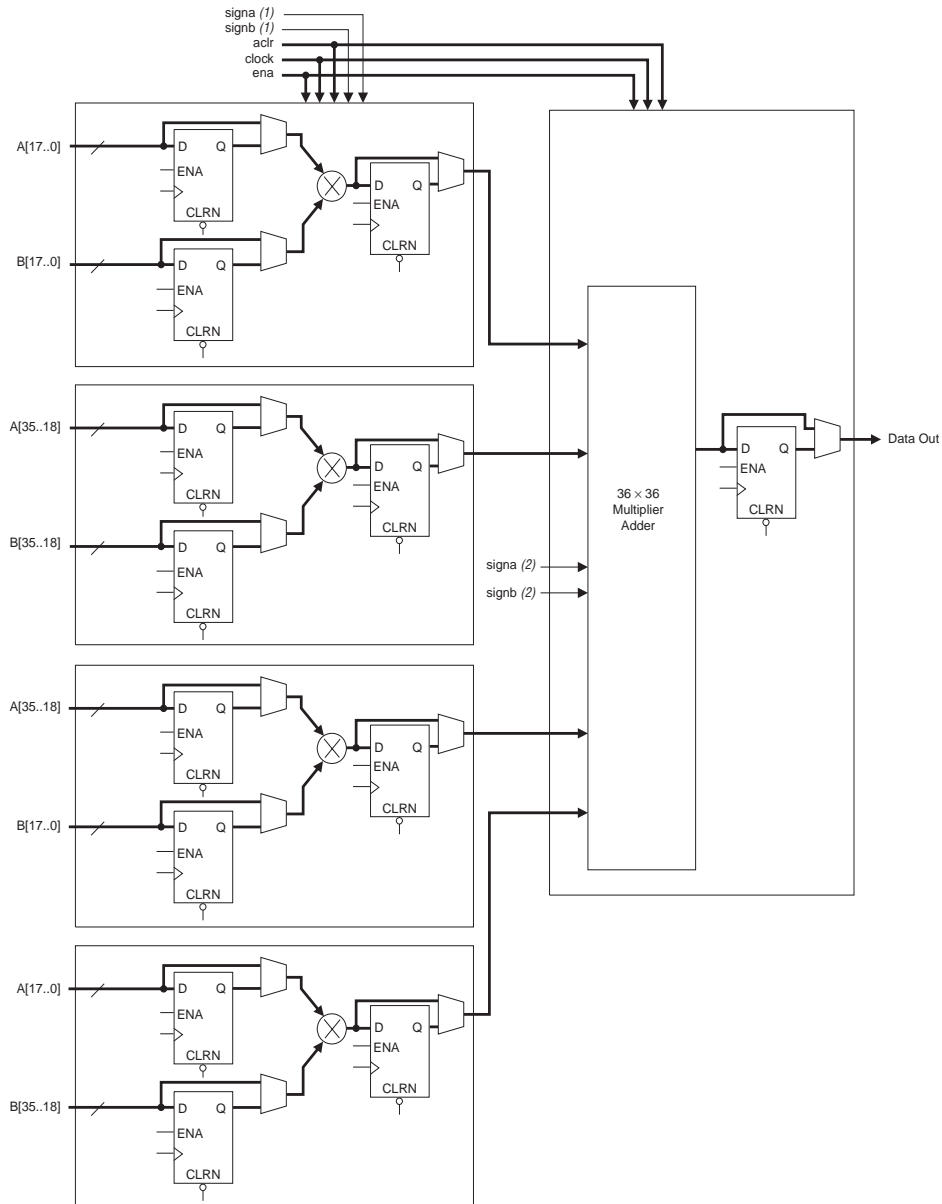 signa (1)
signb (1)
aclr
clock
ena
A[17..0]
D Q
ENA
CLRN
D Q
ENA
CLRN
B[17..0]
D Q
ENA
CLRN
A[35..18]
D Q
ENA
CLRN
D Q
ENA
CLRN
B[35..18]
D Q
ENA
CLRN
36 × 36
Multiplier
Adder
signa (2)
signb (2)
D Q
ENA
CLRN
Data Out
A[35..18]
D Q
ENA
CLRN
D Q
ENA
CLRN
B[17..0]
D Q
ENA
CLRN
A[17..0]
D Q
ENA
CLRN
D Q
ENA
CLRN
B[35..18]
D Q
ENA
CLRN